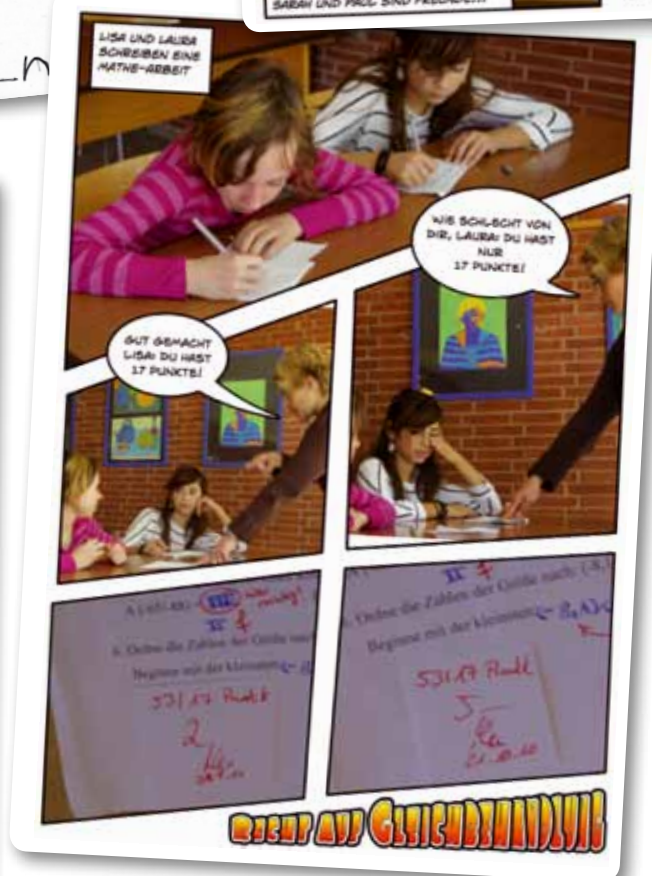 SARAH UND PAUL SIND FREUNDE...
LISA UND LAURA
SCHREIBEN EINE
MATHE-ARBEIT
WIE SCHLECHT VON
DIR, LAURA! DU HAST
NUR
17 PUNKTE!
GUT GEMACHT
LISA! DU HAST
17 PUNKTE!
6. Ordne die Zahlen der Größe nach
Beginne mit der kleinsten
53/17 Punkt
2
6. Ordne die Zahlen der Größe nach: (-8,
Beginne mit der kleinsten
53/17 Punkt
5
RECHT AUF GLEICHBEHANDLUNG